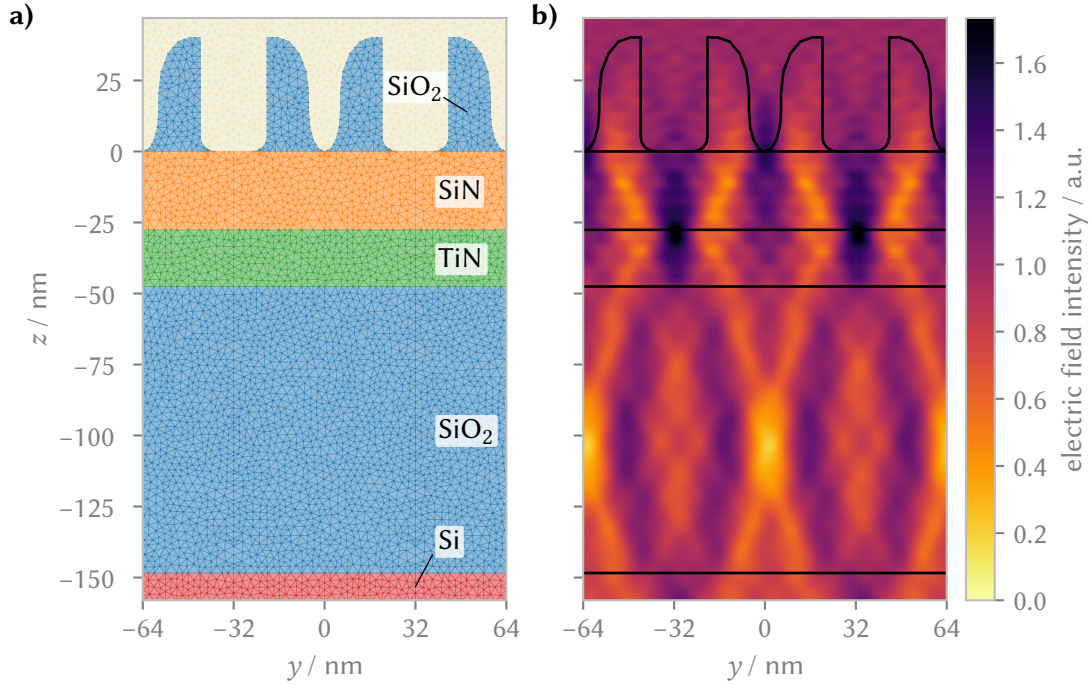 a)
b)
SiO₂
SiN
TiN
SiO₂
Si
25
0
−25
−50
−75
−100
−125
−150
z / nm
−64
−32
0
32
64
y / nm
−64
−32
0
32
64
y / nm
1.6
1.4
1.2
1.0
0.8
0.6
0.4
0.2
0.0
electric field intensity / a.u.